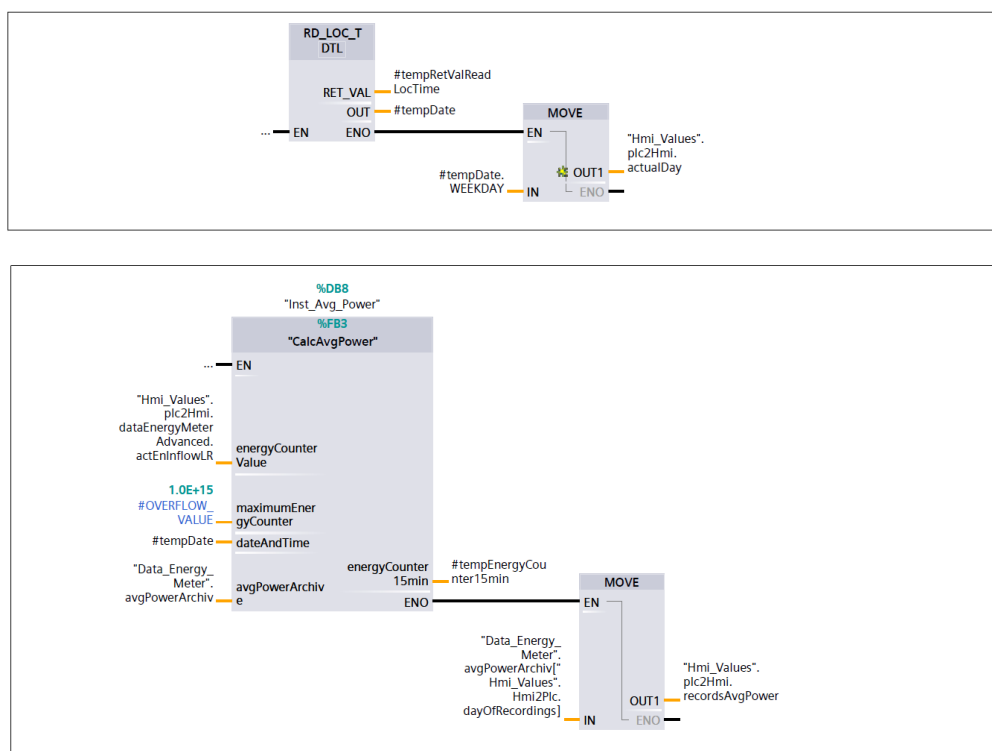 RD_LOC_T
DTL
#tempRetValRead
LocTime
RET_VAL
OUT
#tempDate
... EN ENO
MOVE
EN
"Hmi_Values".
plc2Hmi.
actualDay
OUT1
#tempDate.
WEEKDAY
IN
ENO
%DB8
"Inst_Avg_Power"
%FB3
"CalcAvgPower"
... EN
"Hmi_Values".
plc2Hmi.
dataEnergyMeter
Advanced.
actEnInflowLR
energyCounter
Value
1.0E+15
#OVERFLOW_
VALUE
maximumEner
gyCounter
#tempDate
dateAndTime
"Data_Energy_
Meter".
avgPowerArchiv
avgPowerArchiv
e
energyCounter
15min
#tempEnergyCou
nter15min
ENO
MOVE
EN
"Data_Energy_
Meter".
avgPowerArchiv["
Hmi_Values".
Hmi2Plc.
dayOfRecordings]
IN
"Hmi_Values".
plc2Hmi.
recordsAvgPower
OUT1
ENO